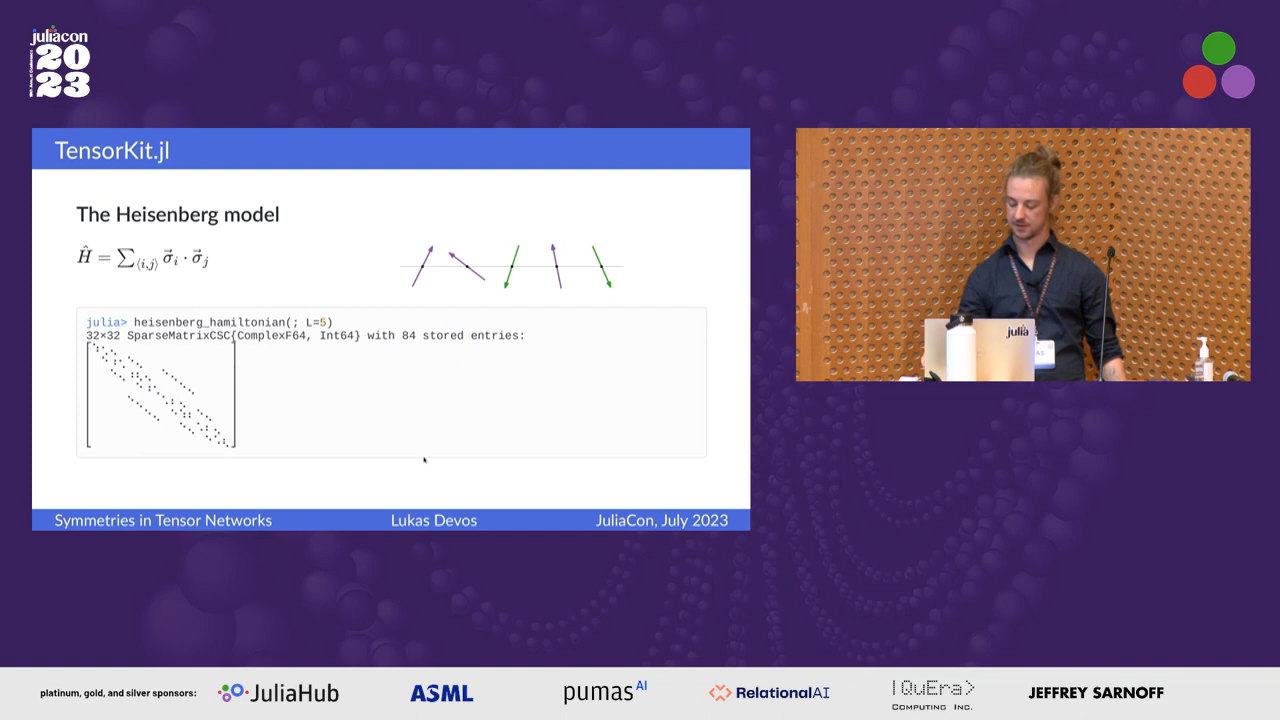 juliacon
20
23
TensorKit.jl
The Heisenberg model
Ĥ = ∑⟨i,j⟩ σ⃗i · σ⃗j
julia> heisenberg_hamiltonian(; L=5)
32×32 SparseMatrixCSC{ComplexF64, Int64} with 84 stored entries:
Symmetries in Tensor Networks
Lukas Devos
JuliaCon, July 2023
julia
platinum, gold, and silver sponsors:
JuliaHub
ASML
pumas AI
RelationalAI
|QuEra>
COMPUTING INC.
JEFFREY SARNOFF